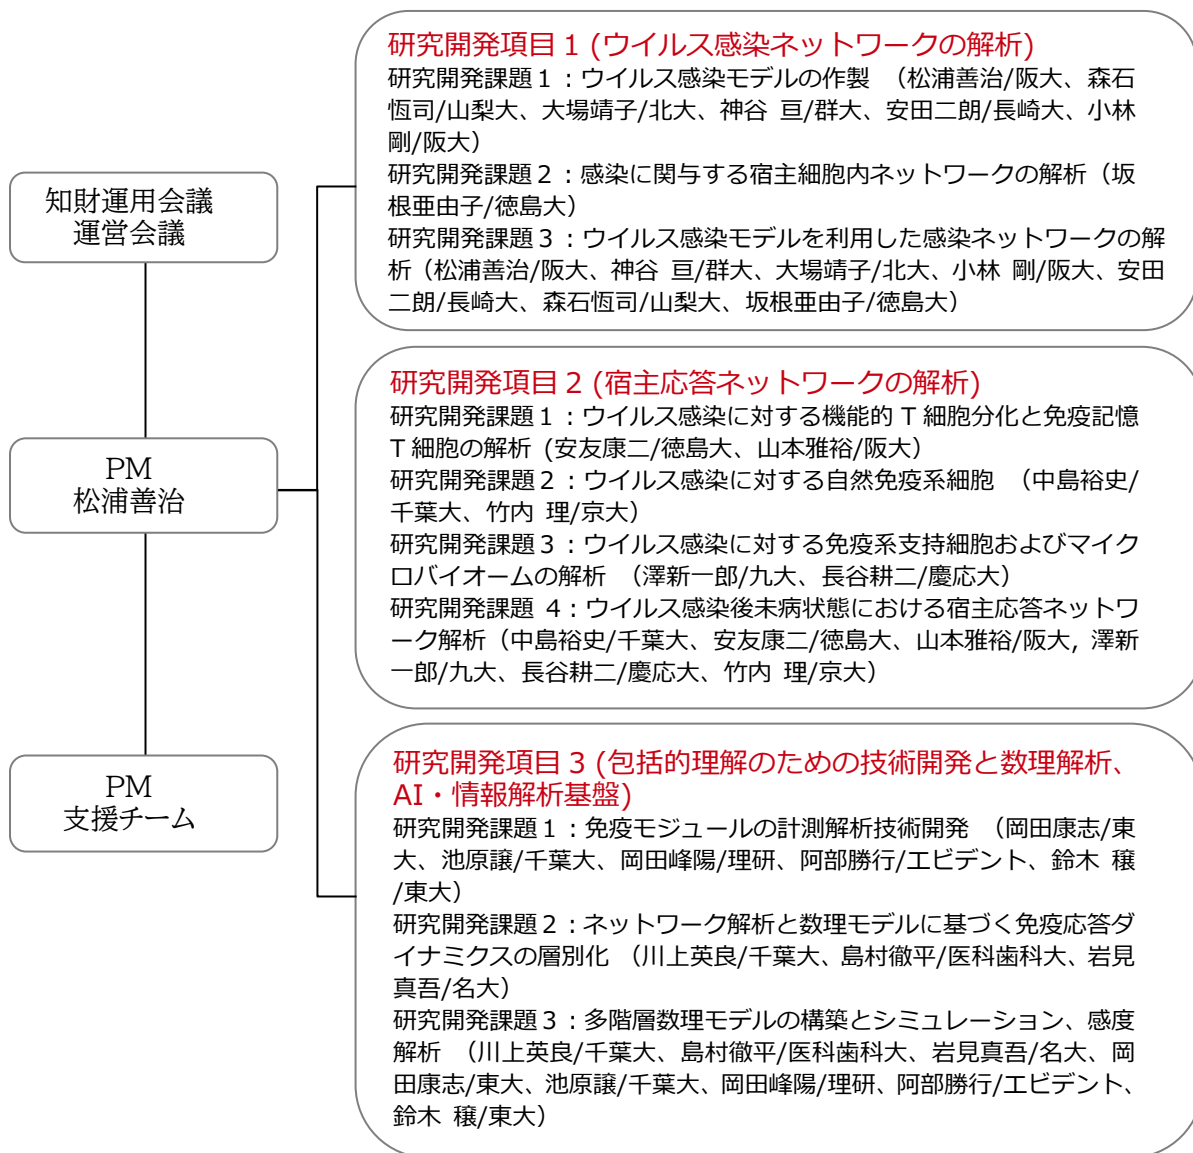 知財運用会議
運営会議
PM
松浦善治
PM
支援チーム
研究開発項目 1 (ウイルス感染ネットワークの解析)
研究開発課題 1：ウイルス感染モデルの作製　（松浦善治/阪大、森石
恒司/山梨大、大場靖子/北大、神谷 亘/群大、安田二朗/長崎大、小林
剛/阪大）
研究開発課題 2：感染に関与する宿主細胞内ネットワークの解析（坂
根亜由子/徳島大）
研究開発課題 3：ウイルス感染モデルを利用した感染ネットワークの解
析（松浦善治/阪大、神谷 亘/群大、大場靖子/北大、小林 剛/阪大、安田
二朗/長崎大、森石恒司/山梨大、坂根亜由子/徳島大）
研究開発項目 2 (宿主応答ネットワークの解析)
研究開発課題 1：ウイルス感染に対する機能的 T 細胞分化と免疫記憶
T 細胞の解析 (安友康二/徳島大、山本雅裕/阪大）
研究開発課題 2：ウイルス感染に対する自然免疫系細胞　（中島裕史/
千葉大、竹内 理/京大）
研究開発課題 3：ウイルス感染に対する免疫系支持細胞およびマイク
ロバイオームの解析　（澤新一郎/九大、長谷耕二/慶応大）
研究開発課題 4：ウイルス感染後未病状態における宿主応答ネットワ
ーク解析（中島裕史/千葉大、安友康二/徳島大、山本雅裕/阪大, 澤新
一郎/九大、長谷耕二/慶応大、竹内 理/京大）
研究開発項目 3 (包括的理解のための技術開発と数理解析、
AI・情報解析基盤)
研究開発課題 1：免疫モジュールの計測解析技術開発　（岡田康志/東
大、池原譲/千葉大、岡田峰陽/理研、阿部勝行/エビデント、鈴木 穣
/東大）
研究開発課題 2：ネットワーク解析と数理モデルに基づく免疫応答ダ
イナミクスの層別化　（川上英良/千葉大、島村徹平/医科歯科大、岩見
真吾/名大）
研究開発課題 3：多階層数理モデルの構築とシミュレーション、感度
解析　（川上英良/千葉大、島村徹平/医科歯科大、岩見真吾/名大、岡
田康志/東大、池原譲/千葉大、岡田峰陽/理研、阿部勝行/エビデント、
鈴木 穣/東大）